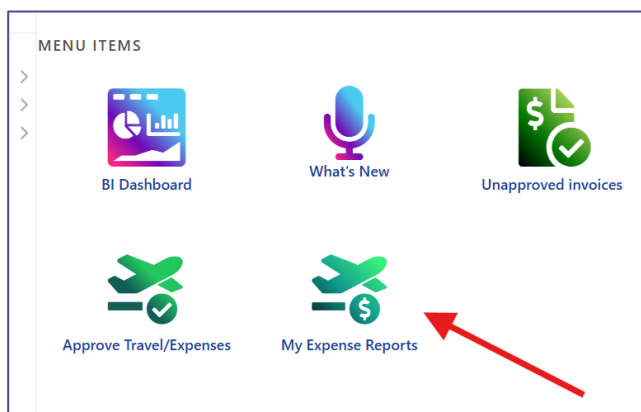 MENU ITEMS
BI Dashboard
What's New
Unapproved invoices
$
Approve Travel/Expenses
My Expense Reports
$